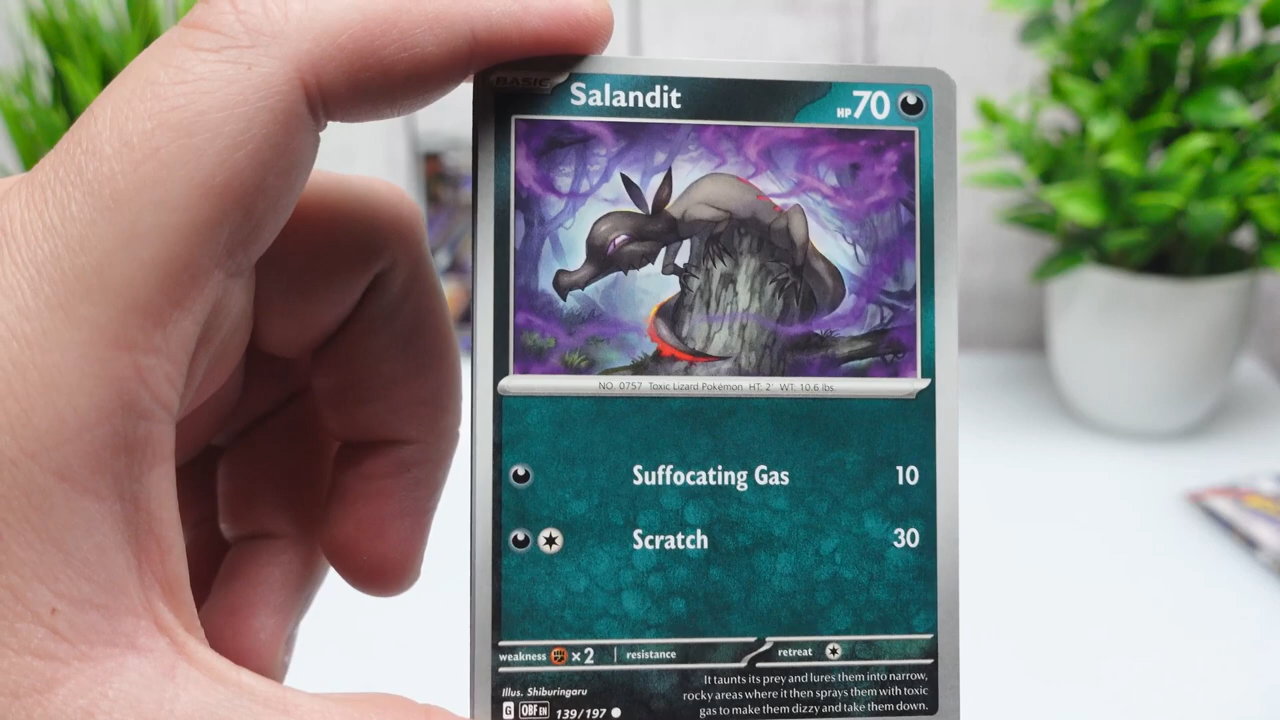 BASIC
Salandit
HP 70
NO. 0757 Toxic Lizard Pokémon HT: 2' WT: 10.6 lbs.
Suffocating Gas 10
Scratch 30
weakness ×2 resistance retreat
It taunts its prey and lures them into narrow,
rocky areas where it then sprays them with toxic
gas to make them dizzy and take them down.
Illus. Shiburingaru
G OBF EN 139/197